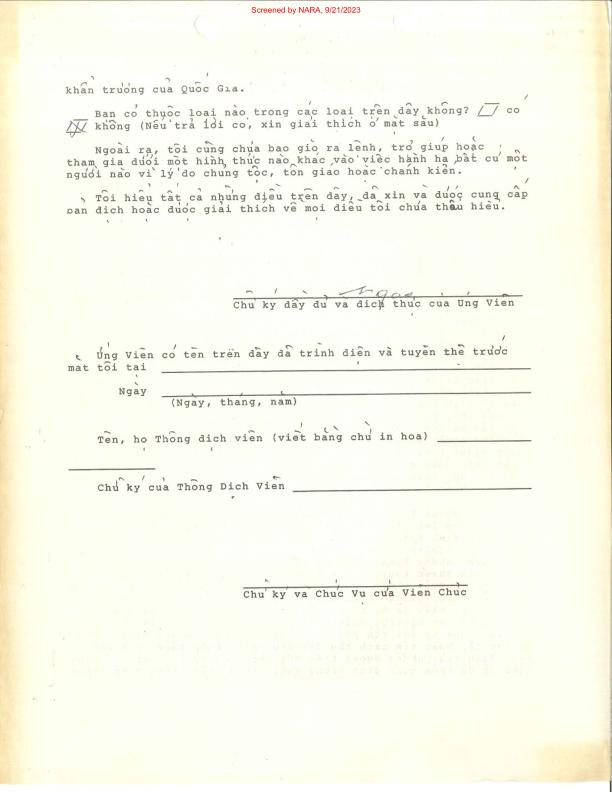 Screened by NARA, 9/21/2023
khẩn trương của Quốc Gia.
Bạn có thuộc loại nào trong các loại trên đây không? có
không (Nếu trả lời có, xin giải thích ở mặt sau)
Ngoài ra, tôi cũng chưa bao giờ ra lệnh, trợ giúp hoặc
tham gia dưới một hình thức nào khác vào việc hành hạ bất cứ một
người nào vì lý do chủng tộc, tôn giáo hoặc chánh kiến.
Tôi hiểu tất cả những điều trên đây, đã xin và được cung cấp
bản dịch hoặc được giải thích về mọi điều tôi chưa thấu hiểu.
Ngọc
Chữ ký đầy đủ và đích thực của Ứng Viên
Ứng Viên có tên trên đây đã trình diện và tuyên thệ trước
mặt tôi tại
Ngày
(Ngày, tháng, năm)
Tên, họ Thông dịch viên (viết bằng chữ in hoa)
Chữ ký của Thông Dịch Viên
Chữ ký và Chức Vụ của Viên Chức